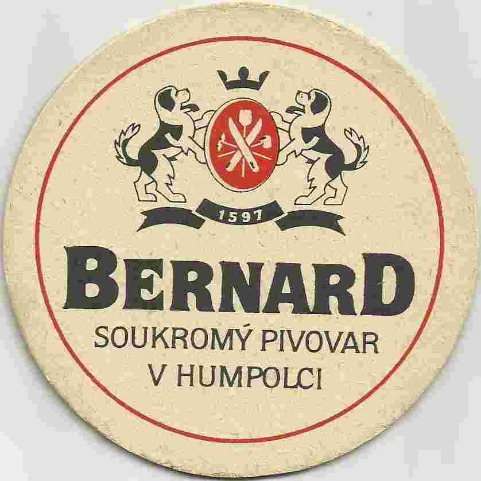 1597
BERNARD
SOUKROMÝ PIVOVAR
V HUMPOLCI